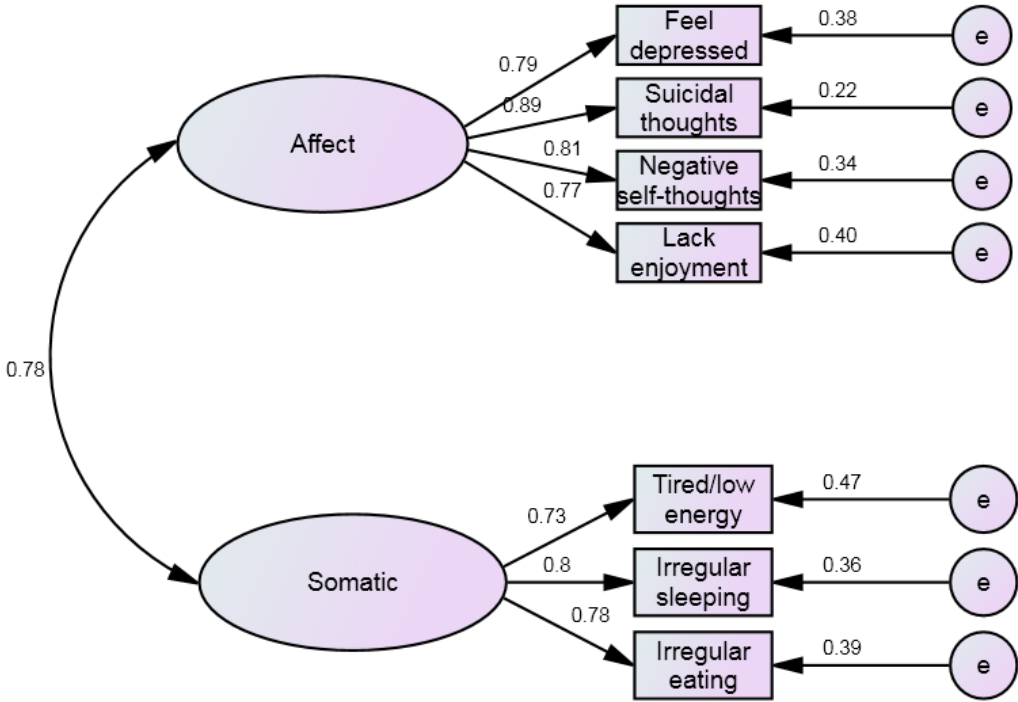 Feel
depressed
0.38
e
0.79
0.89
Suicidal
thoughts
0.22
e
Affect
0.81
Negative
self-thoughts
0.34
e
0.77
Lack
enjoyment
0.40
e
0.78
Tired/low
energy
0.47
e
0.73
Somatic
0.8
Irregular
sleeping
0.36
e
0.78
Irregular
eating
0.39
e